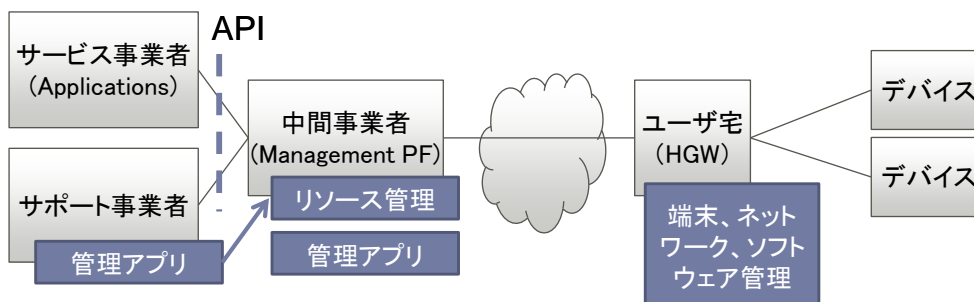 API
サービス事業者
(Applications)
中間事業者
(Management PF)
リソース管理
管理アプリ
サポート事業者
管理アプリ
ユーザ宅
(HGW)
端末、ネット
ワーク、ソフト
ウェア管理
デバイス
デバイス